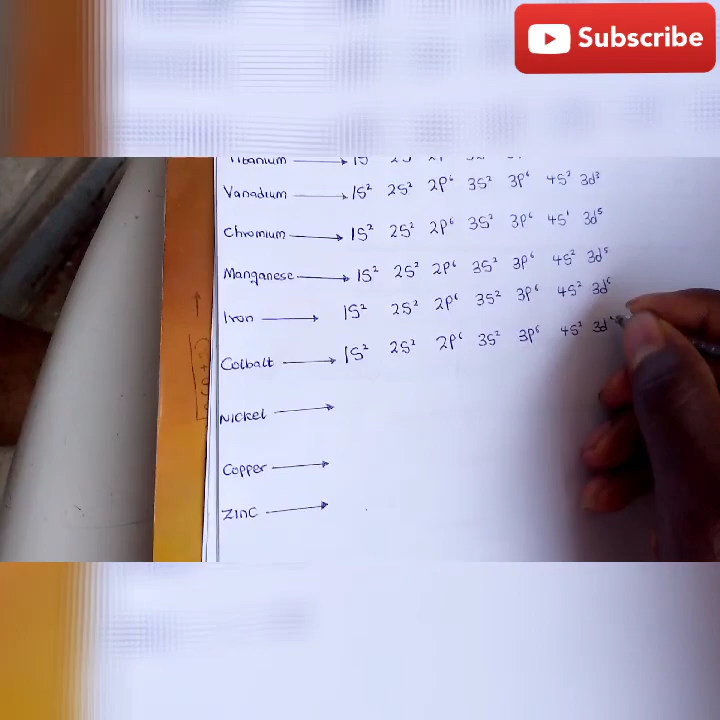 Subscribe
Titanium
Vanadium 1S² 2S² 2P⁶ 3S² 3P⁶ 4S² 3d³
Chromium 1S² 2S² 2P⁶ 3S² 3P⁶ 4S¹ 3d⁵
Manganese 1S² 2S² 2P⁶ 3S² 3P⁶ 4S² 3d⁵
Iron 1S² 2S² 2P⁶ 3S² 3P⁶ 4S² 3d⁶
Colbalt 1S² 2S² 2P⁶ 3S² 3P⁶ 4S² 3d
Nickel
Copper
Zinc